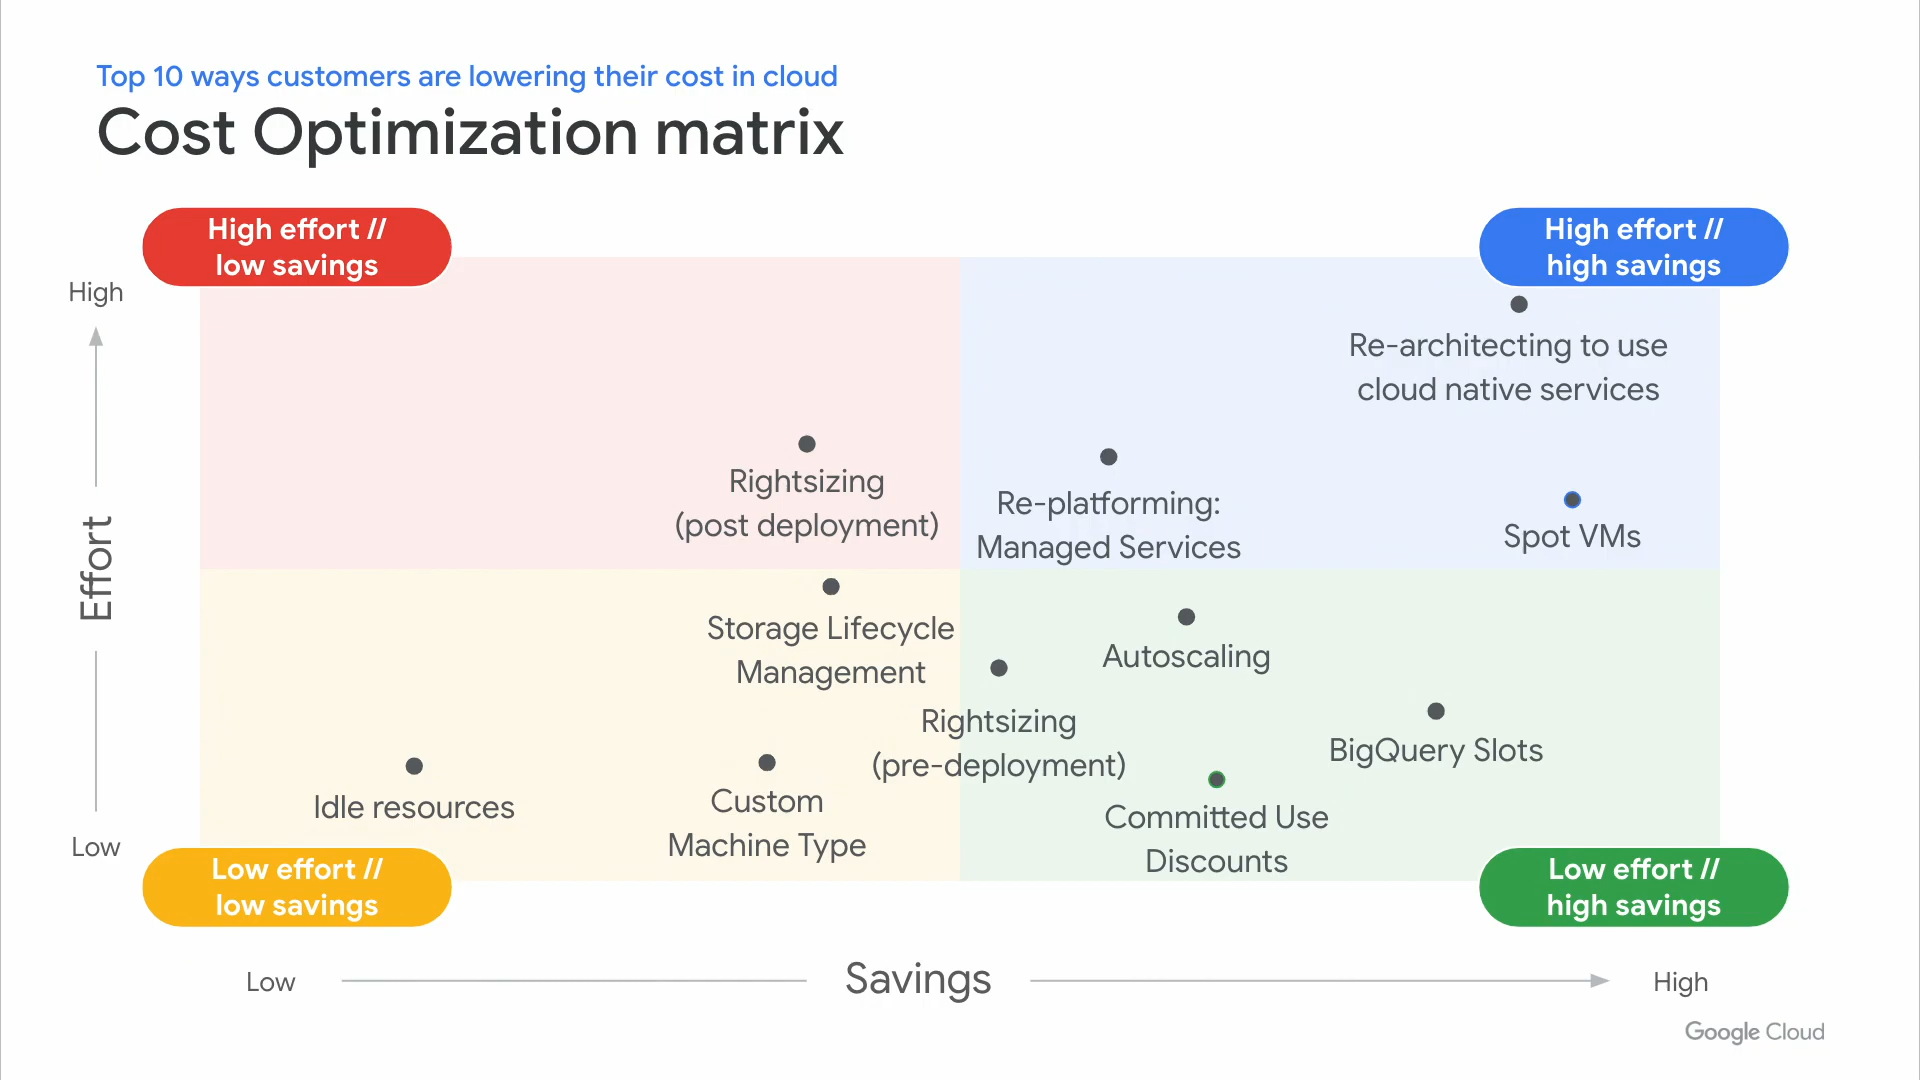 Top 10 ways customers are lowering their cost in cloud
Cost Optimization matrix
High effort //
low savings
High effort //
high savings
High
Re-architecting to use
cloud native services
Rightsizing
(post deployment)
Re-platforming:
Managed Services
Spot VMs
Effort
Storage Lifecycle
Management
Autoscaling
Rightsizing
(pre-deployment)
BigQuery Slots
Idle resources
Custom
Machine Type
Committed Use
Discounts
Low
Low effort //
low savings
Low effort //
high savings
Low
Savings
High
Google Cloud